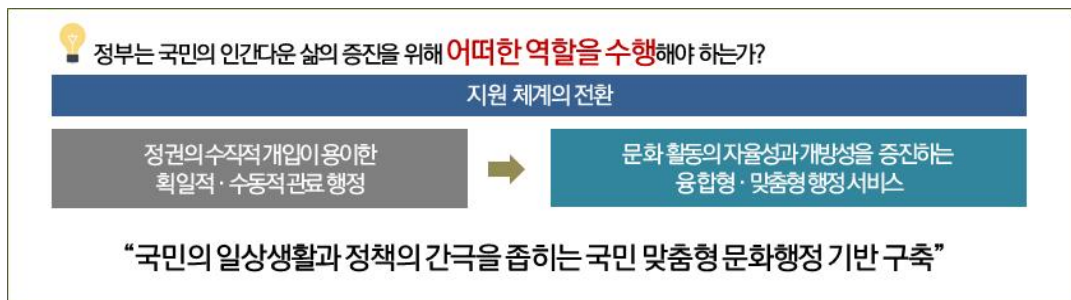 정부는 국민의 인간다운 삶의 증진을 위해 어떠한 역할을 수행해야 하는가?
지원 체계의 전환
정권의 수직적 개입이 용이한
획일적·수동적 관료 행정
문화 활동의 자율성과 개방성을 증진하는
융합형·맞춤형 행정 서비스
“국민의 일상생활과 정책의 간극을 좁히는 국민 맞춤형 문화행정 기반 구축”